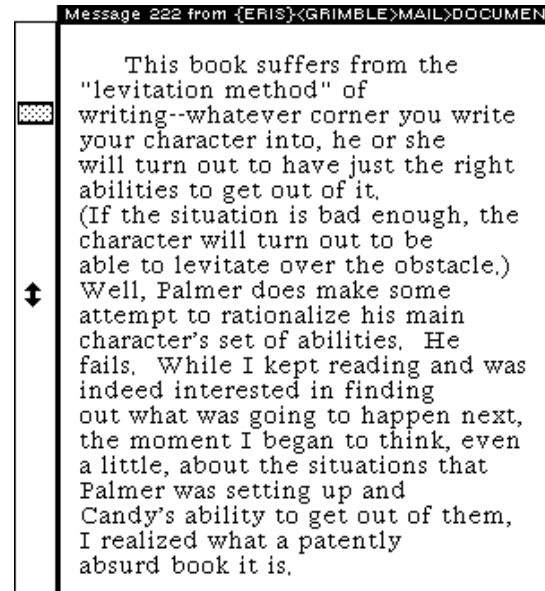 Message 222 from {ERIS}<GRIMBLE>MAIL>DOCUMEN
This book suffers from the
"levitation method" of
writing--whatever corner you write
your character into, he or she
will turn out to have just the right
abilities to get out of it.
(If the situation is bad enough, the
character will turn out to be
able to levitate over the obstacle.)
Well, Palmer does make some
attempt to rationalize his main
character's set of abilities.  He
fails.  While I kept reading and was
indeed interested in finding
out what was going to happen next,
the moment I began to think, even
a little, about the situations that
Palmer was setting up and
Candy's ability to get out of them,
I realized what a patently
absurd book it is.